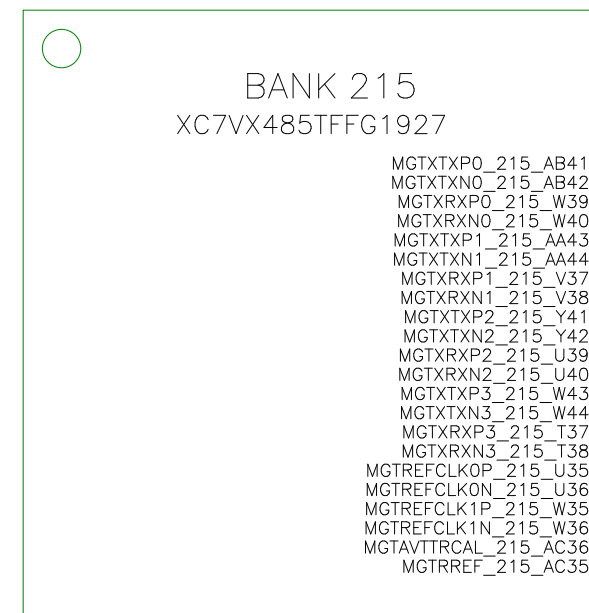 BANK 215
XC7VX485TFFG1927
MGTXTXP0_215_AB41
MGTXTXN0_215_AB42
MGTXRXP0_215_W39
MGTXRXN0_215_W40
MGTXTXP1_215_AA43
MGTXTXN1_215_AA44
MGTXRXP1_215_V37
MGTXRXN1_215_V38
MGTXTXP2_215_Y41
MGTXTXN2_215_Y42
MGTXRXP2_215_U39
MGTXRXN2_215_U40
MGTXTXP3_215_W43
MGTXTXN3_215_W44
MGTXRXP3_215_T37
MGTXRXN3_215_T38
MGTREFCLK0P_215_U35
MGTREFCLK0N_215_U36
MGTREFCLK1P_215_W35
MGTREFCLK1N_215_W36
MGTAVTTRCAL_215_AC36
MGTRREF_215_AC35